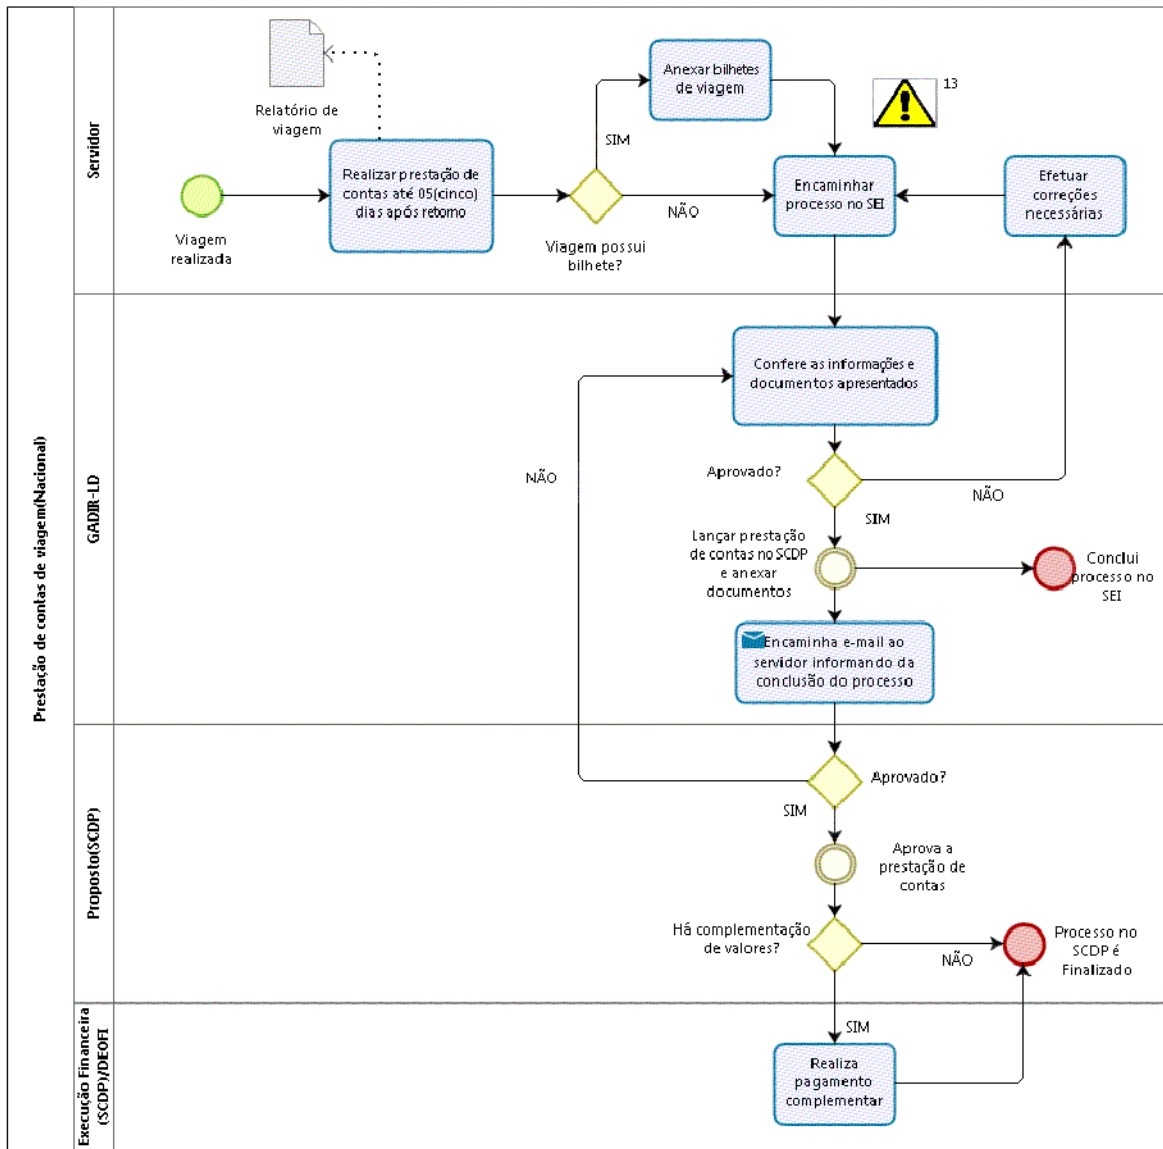 Prestação de contas de viagem(Nacional)
Servidor
Relatório de
viagem
Viagem
realizada
Realizar prestação de
contas até 05(cinco)
dias após retorno
SIM
NÃO
Viagem possui
bilhete?
Anexar bilhetes
de viagem
13
Encaminhar
processo no SEI
Efetuar
correções
necessárias
GADIR-LD
Confere as informações e
documentos apresentados
NÃO
Aprovado?
NÃO
SIM
Lançar prestação
de contas no SCDP
e anexar
documentos
Conclui
processo no
SEI
Encaminha e-mail ao
servidor informando da
conclusão do processo
Proposto(SCDP)
Aprovado?
SIM
Aprova a
prestação de
contas
Há complementação
de valores?
NÃO
Processo no
SCDP é
Finalizado
Execução Financeira
(SCDP)/DEOFI
SIM
Realiza
pagamento
complementar